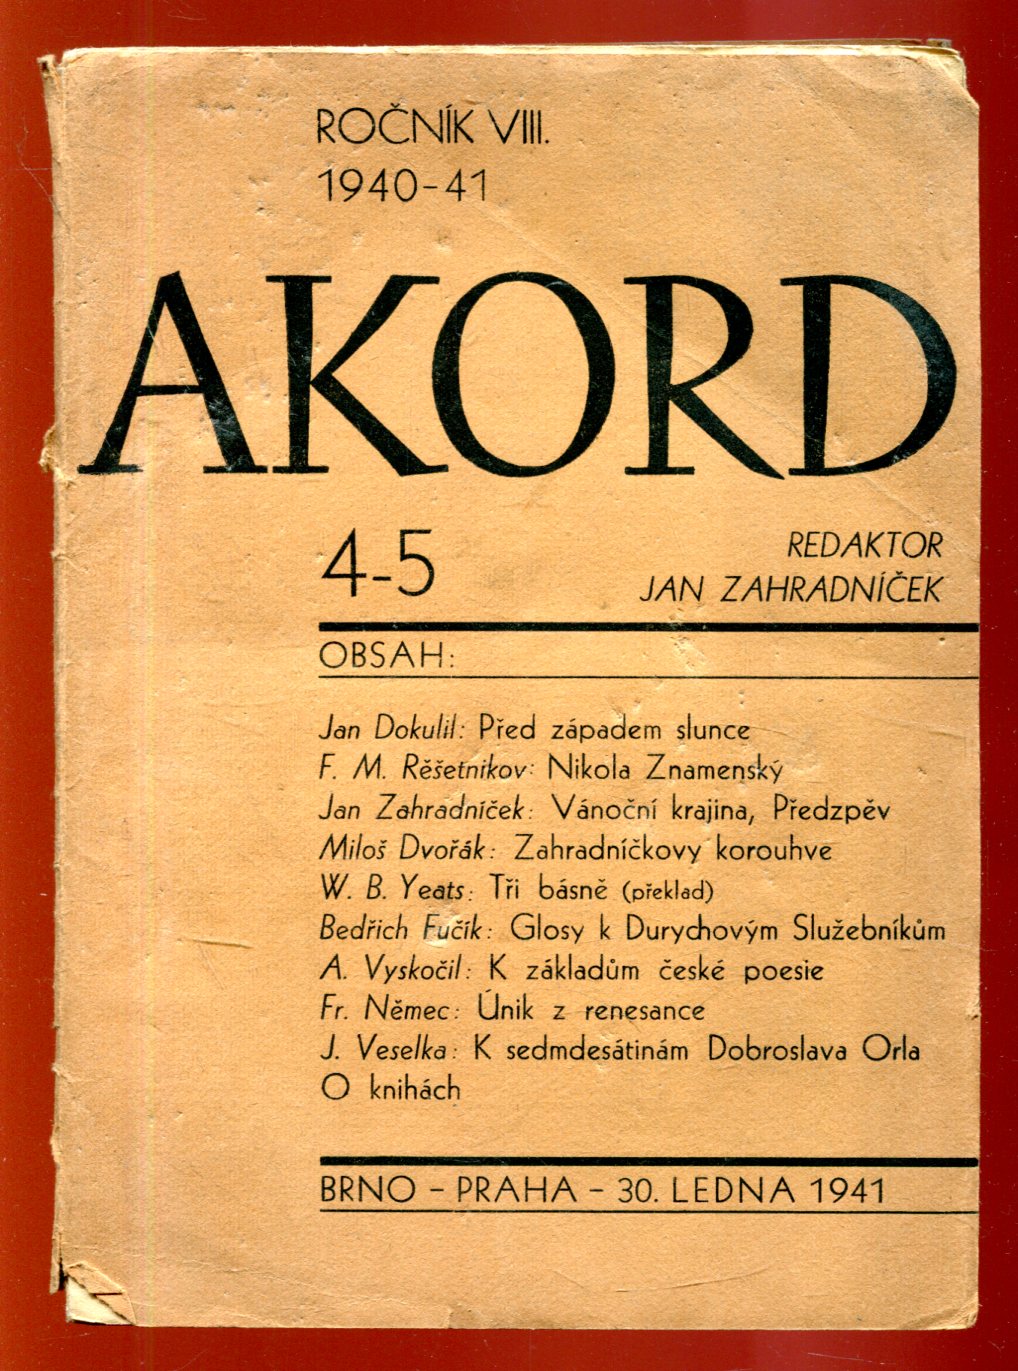 ROČNÍK VIII.
1940-41
AKORD
4-5
REDAKTOR
JAN ZAHRADNÍČEK
OBSAH:
Jan Dokulil: Před západem slunce
F. M. Rěšetnikov: Nikola Znamenský
Jan Zahradníček: Vánoční krajina, Předzpěv
Miloš Dvořák: Zahradníčkovy korouhve
W. B. Yeats: Tři básně (překlad)
Bedřich Fučík: Glosy k Durychovým Služebníkům
A. Vyskočil: K základům české poesie
Fr. Němec: Únik z renesance
J. Veselka: K sedmdesátinám Dobroslava Orla
O knihách
BRNO - PRAHA - 30. LEDNA 1941